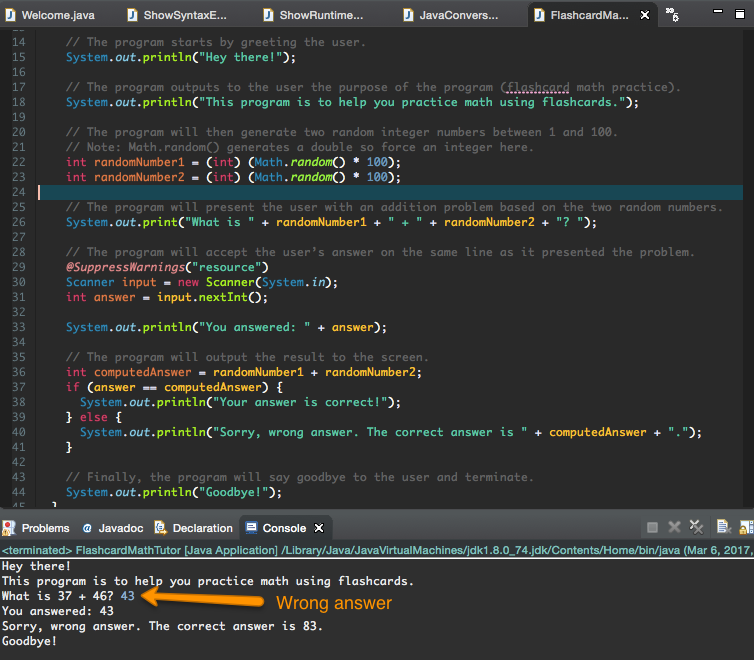 Welcome.java ShowSyntaxE... ShowRuntime... JavaConvers... FlashcardMa...
14 // The program starts by greeting the user.
15 System.out.println("Hey there!");
16
17 // The program outputs to the user the purpose of the program (flashcard math practice).
18 System.out.println("This program is to help you practice math using flashcards.");
19
20 // The program will then generate two random integer numbers between 1 and 100.
21 // Note: Math.random() generates a double so force an integer here.
22 int randomNumber1 = (int) (Math.random() * 100);
23 int randomNumber2 = (int) (Math.random() * 100);
24
25 // The program will present the user with an addition problem based on the two random numbers.
26 System.out.print("What is " + randomNumber1 + " + " + randomNumber2 + "? ");
27
28 // The program will accept the user's answer on the same line as it presented the problem.
29 @SuppressWarnings("resource")
30 Scanner input = new Scanner(System.in);
31 int answer = input.nextInt();
32
33 System.out.println("You answered: " + answer);
34
35 // The program will output the result to the screen.
36 int computedAnswer = randomNumber1 + randomNumber2;
37 if (answer == computedAnswer) {
38 System.out.println("Your answer is correct!");
39 } else {
40 System.out.println("Sorry, wrong answer. The correct answer is " + computedAnswer + ".");
41 }
42
43 // Finally, the program will say goodbye to the user and terminate.
44 System.out.println("Goodbye!");
45 }
Problems @ Javadoc Declaration Console
<terminated> FlashcardMathTutor [Java Application] /Library/Java/JavaVirtualMachines/jdk1.8.0_74.jdk/Contents/Home/bin/java (Mar 6, 2017,
Hey there!
This program is to help you practice math using flashcards.
What is 37 + 46? 43 Wrong answer
You answered: 43
Sorry, wrong answer. The correct answer is 83.
Goodbye!